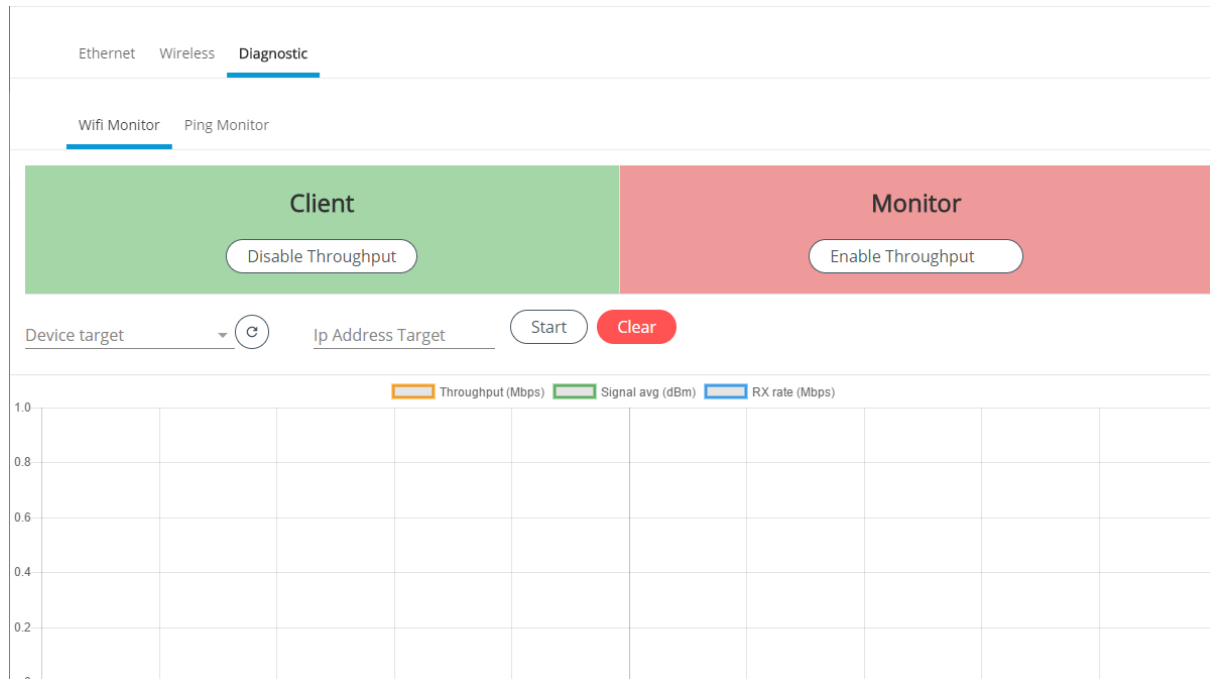 Ethernet Wireless Diagnostic
Wifi Monitor Ping Monitor
Client Monitor
Disable Throughput Enable Throughput
Device target Ip Address Target Start Clear
Throughput (Mbps) Signal avg (dBm) RX rate (Mbps)
1.0
0.8
0.6
0.4
0.2